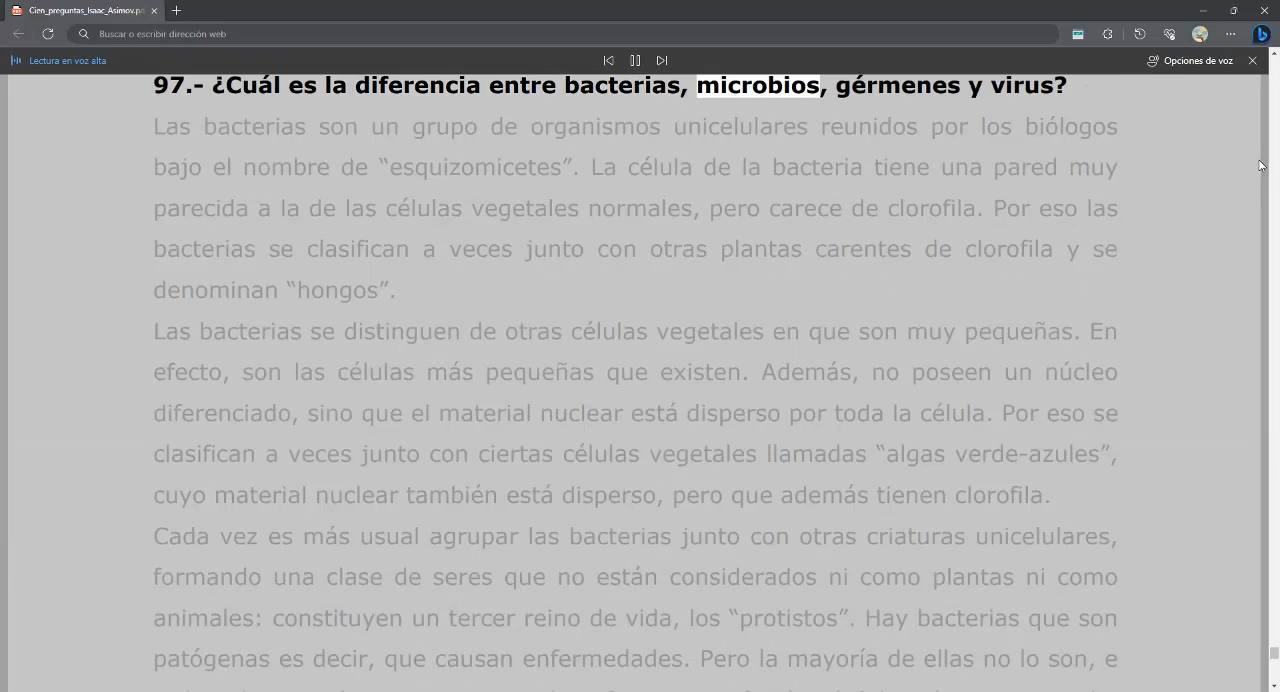 Cien_preguntas_Isaac_Asimov.pd
Buscar o escribir dirección web
Lectura en voz alta
Opciones de voz
97.- ¿Cuál es la diferencia entre bacterias, microbios, gérmenes y virus?
Las bacterias son un grupo de organismos unicelulares reunidos por los biólogos
bajo el nombre de “esquizomicetes”. La célula de la bacteria tiene una pared muy
parecida a la de las células vegetales normales, pero carece de clorofila. Por eso las
bacterias se clasifican a veces junto con otras plantas carentes de clorofila y se
denominan “hongos”.
Las bacterias se distinguen de otras células vegetales en que son muy pequeñas. En
efecto, son las células más pequeñas que existen. Además, no poseen un núcleo
diferenciado, sino que el material nuclear está disperso por toda la célula. Por eso se
clasifican a veces junto con ciertas células vegetales llamadas “algas verde-azules”,
cuyo material nuclear también está disperso, pero que además tienen clorofila.
Cada vez es más usual agrupar las bacterias junto con otras criaturas unicelulares,
formando una clase de seres que no están considerados ni como plantas ni como
animales: constituyen un tercer reino de vida, los “protistos”. Hay bacterias que son
patógenas es decir, que causan enfermedades. Pero la mayoría de ellas no lo son, e